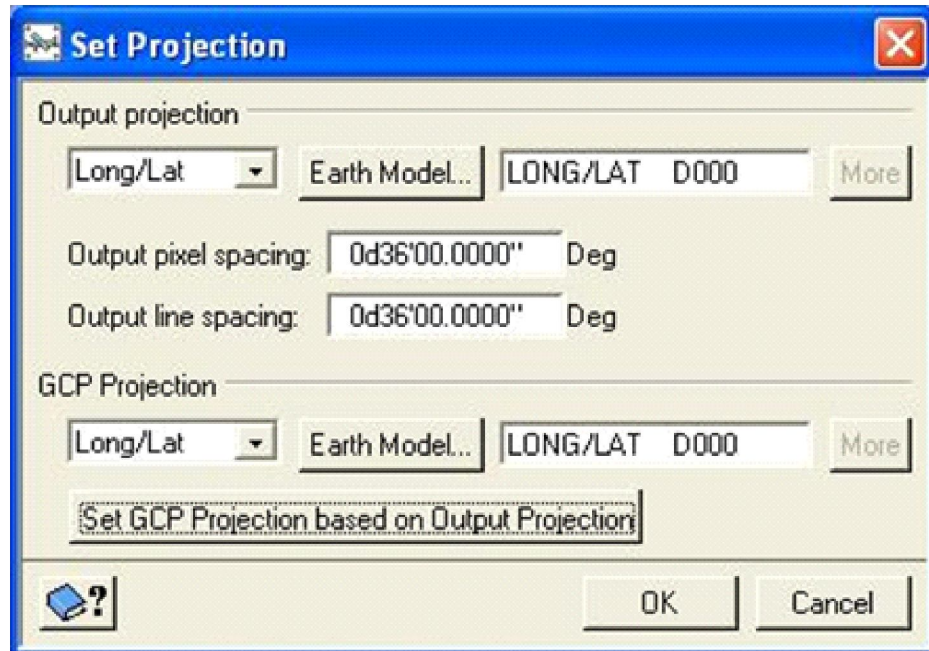 Set Projection
Output projection
Long/Lat Earth Model... LONG/LAT D000 More
Output pixel spacing: 0d36'00.0000" Deg
Output line spacing: 0d36'00.0000" Deg
GCP Projection
Long/Lat Earth Model... LONG/LAT D000 More
Set GCP Projection based on Output Projection
? OK Cancel